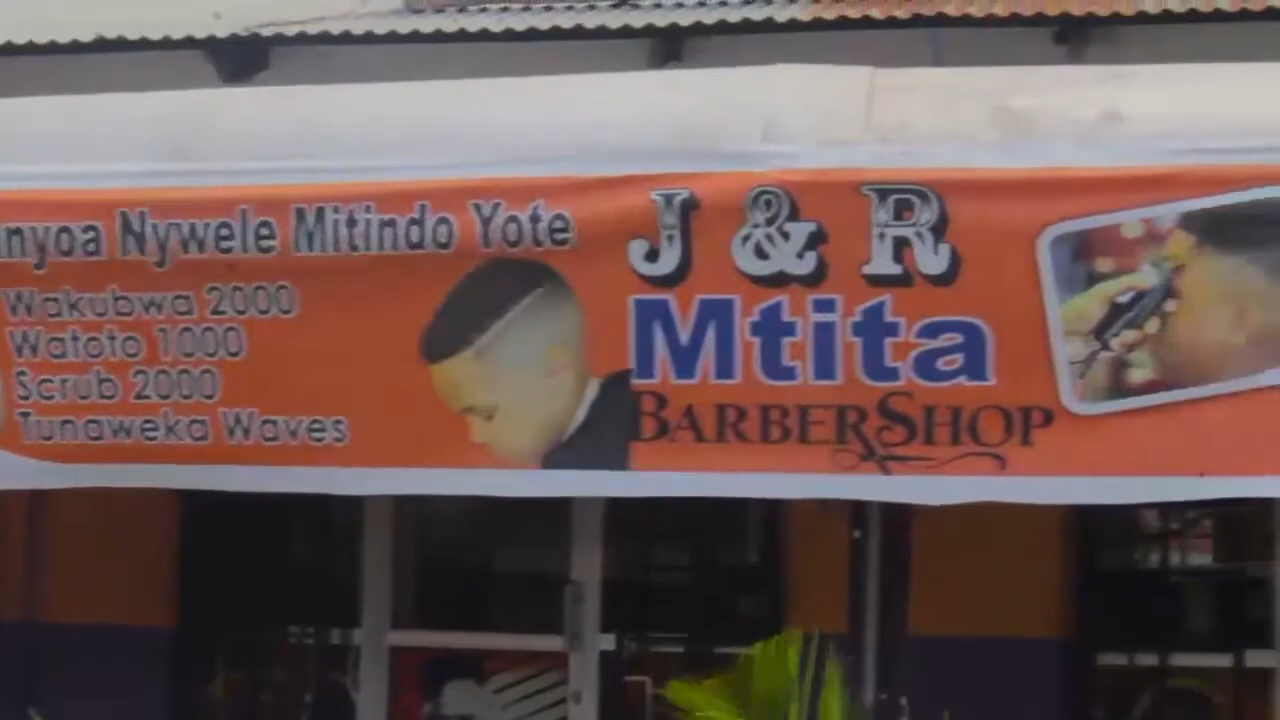 nyoa Nywele Mitindo Yote
Wakubwa 2000
Watoto 1000
Scrub 2000
Tunaweka Waves
J & R
Mtita
BARBERSHOP